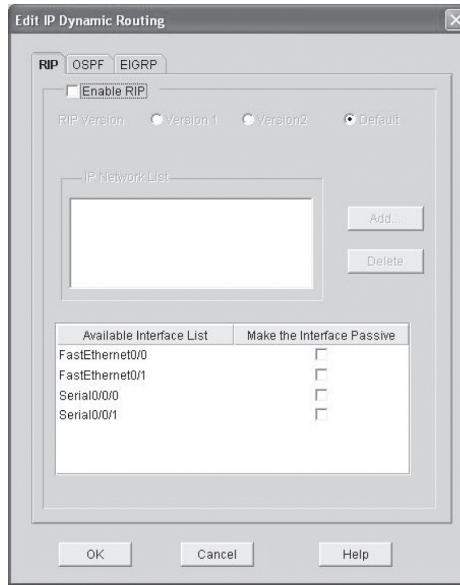 Edit IP Dynamic Routing
RIP OSPF EIGRP
Enable RIP
RIP Version Version 1 Version2 Default
IP Network List
Add...
Delete
Available Interface List Make the Interface Passive
FastEthernet0/0
FastEthernet0/1
Serial0/0/0
Serial0/0/1
OK Cancel Help